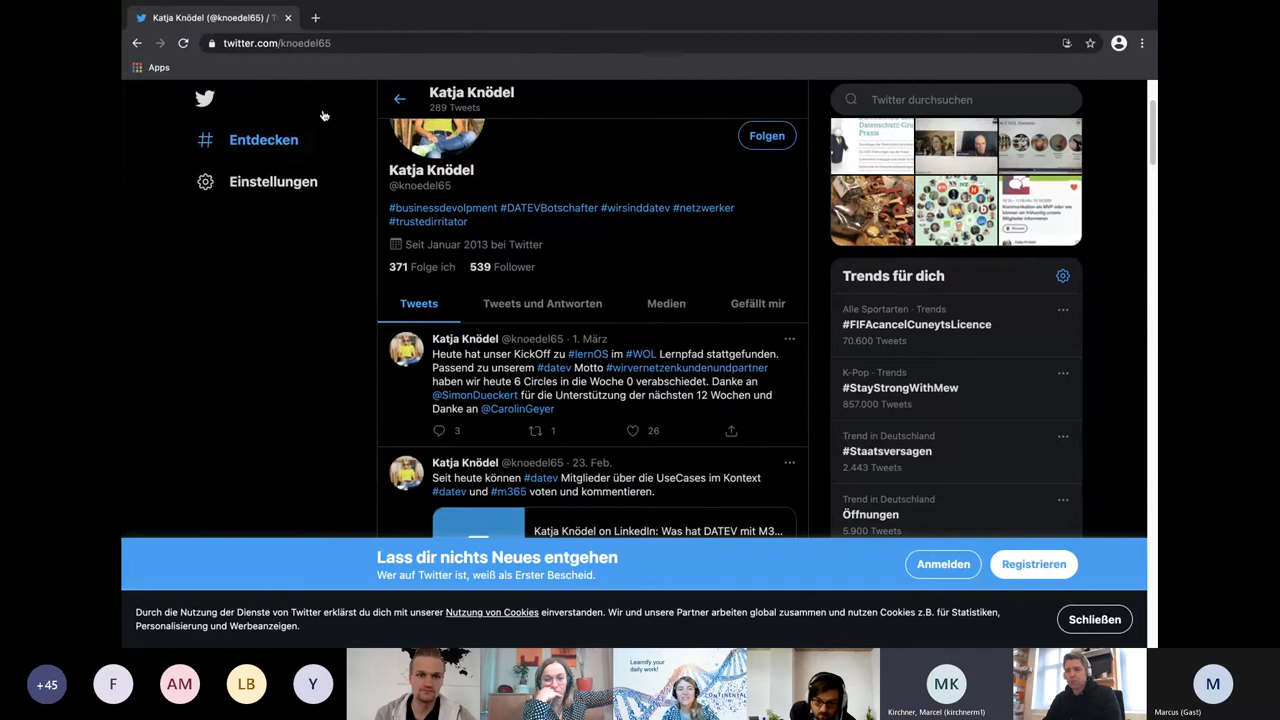 Katja Knödel (@knoedel65) / T
twitter.com/knoedel65
Apps
Entdecken
Einstellungen
Katja Knödel
289 Tweets
Folgen
Katja Knödel
@knoedel65
#businessdevolpment #DATEVBotschafter #wirsinddatev #netzwerker
#trustedirritator
Seit Januar 2013 bei Twitter
371 Folge ich 539 Follower
Tweets Tweets und Antworten Medien Gefällt mir
Katja Knödel @knoedel65 · 1. März
Heute hat unser KickOff zu #lernOS im #WOL Lernpfad stattgefunden.
Passend zu unserem #datev Motto #wirvernetzenkundenundpartner
haben wir heute 6 Circles in die Woche 0 verabschiedet. Danke an
@SimonDueckert für die Unterstützung der nächsten 12 Wochen und
Danke an @CarolinGeyer
3 1 26
Katja Knödel @knoedel65 · 23. Feb.
Seit heute können #datev Mitglieder über die UseCases im Kontext
#datev und #m365 voten und kommentieren.
Katja Knödel on LinkedIn: Was hat DATEV mit M3...
Twitter durchsuchen
Praxis
Trends für dich
Alle Sportarten · Trends
#FIFAcancelCuneytsLicence
70.600 Tweets
K-Pop · Trends
#StayStrongWithMew
857.000 Tweets
Trend in Deutschland
#Staatsversagen
2.443 Tweets
Trend in Deutschland
Öffnungen
5.900 Tweets
Lass dir nichts Neues entgehen
Wer auf Twitter ist, weiß als Erster Bescheid.
Anmelden
Registrieren
Durch die Nutzung der Dienste von Twitter erklärst du dich mit unserer Nutzung von Cookies einverstanden. Wir und unsere Partner arbeiten global zusammen und nutzen Cookies z.B. für Statistiken,
Personalisierung und Werbeanzeigen.
Schließen
+45
F
AM
LB
Y
Learnify your
daily work!
MK
Kirchner, Marcel (kirchnerm1)
M
Marcus (Gast)